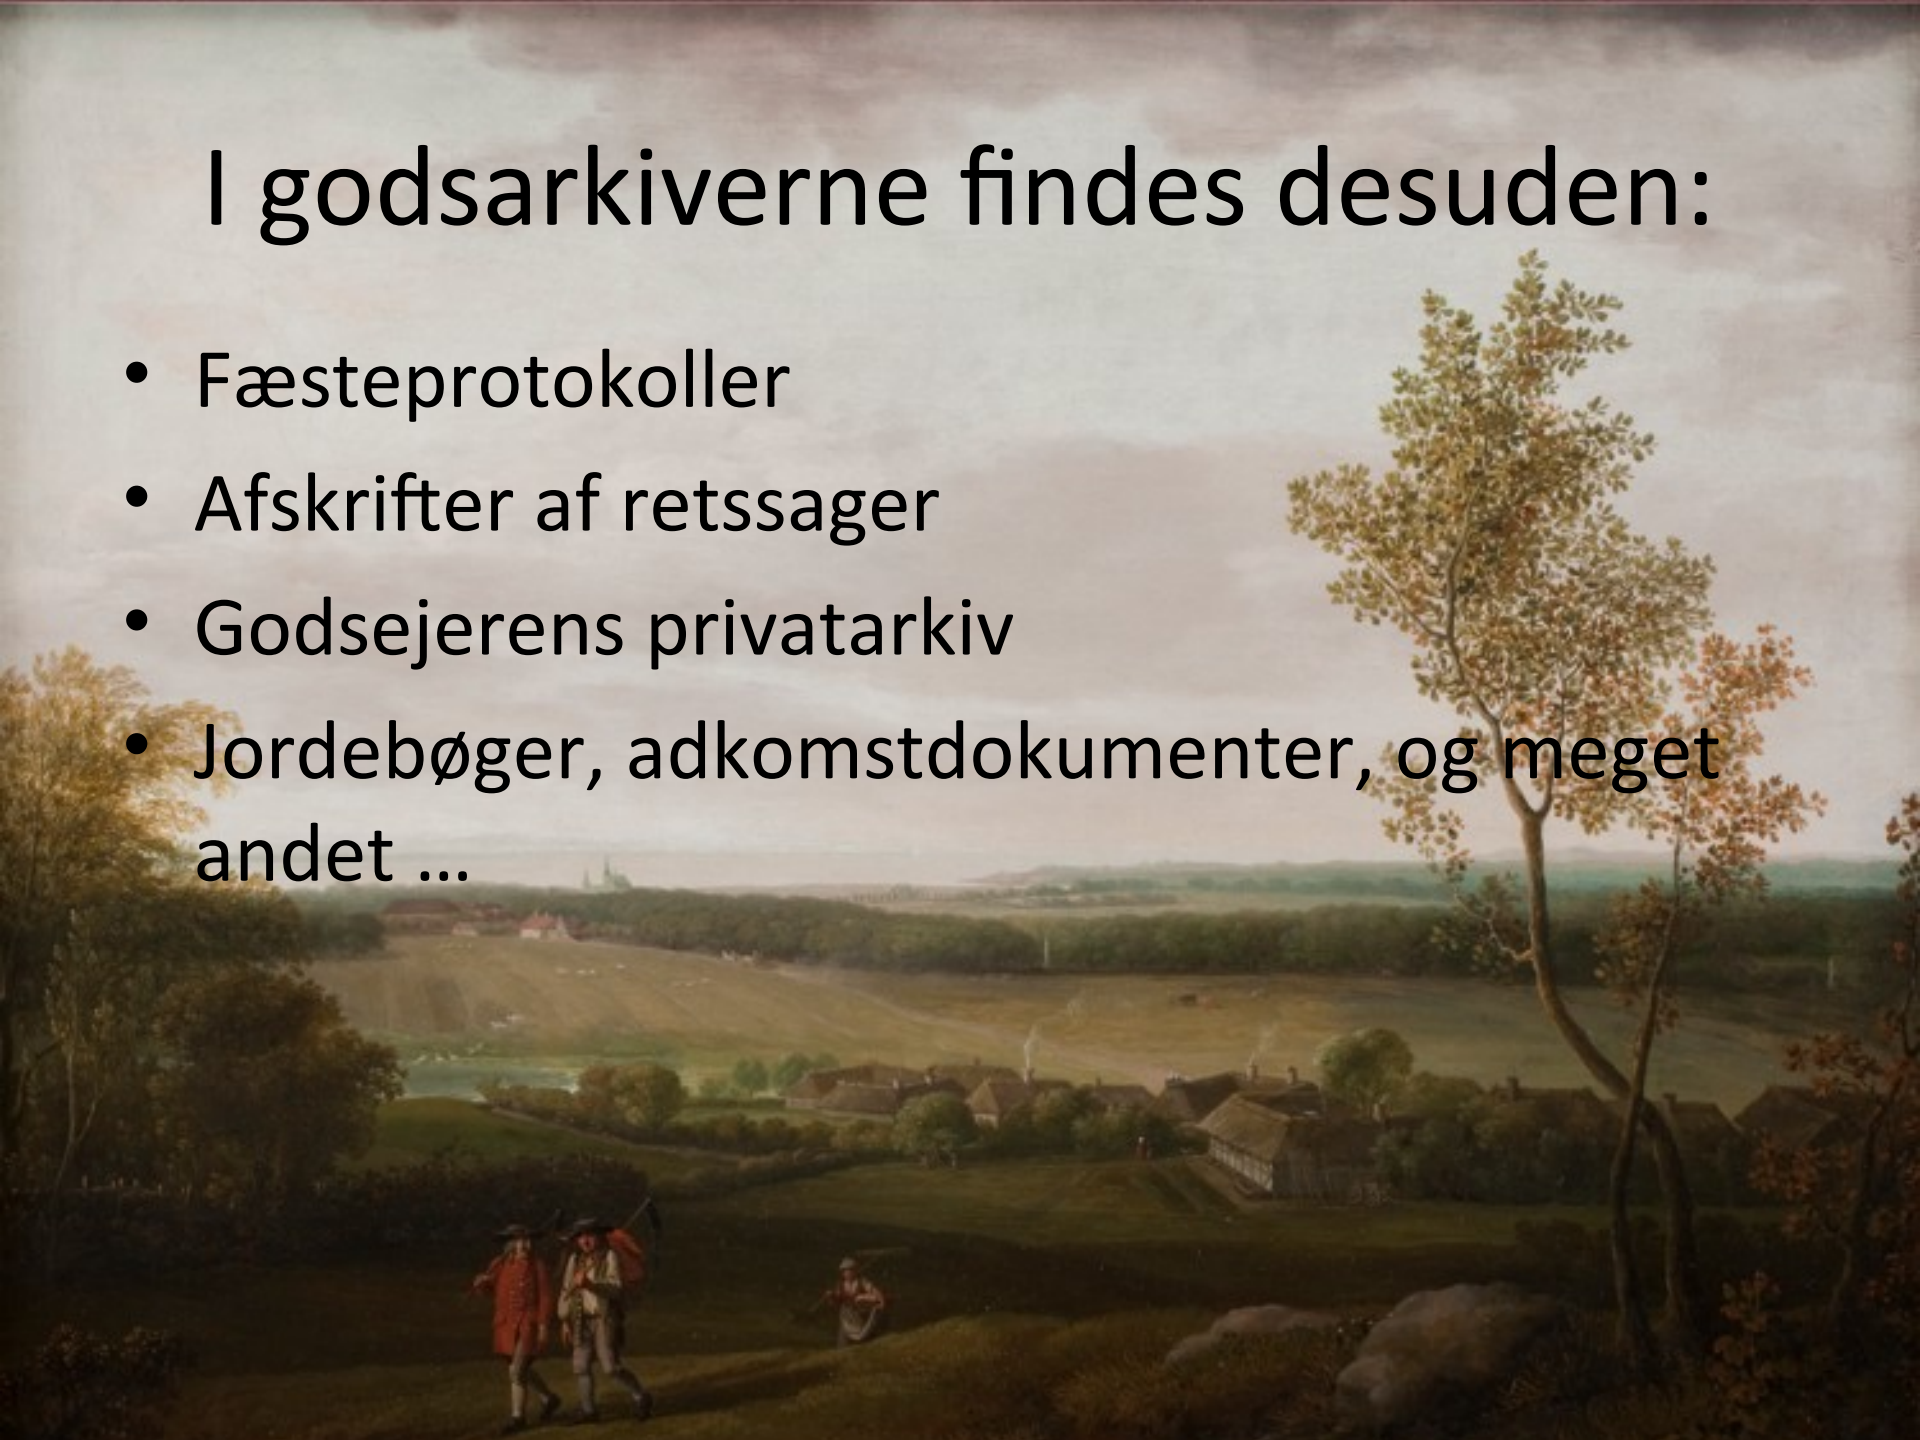 I godsarkiverne findes desuden:
• Fæsteprotokoller
• Afskrifter af retssager
• Godsejerens privatarkiv
• Jordebøger, adkomstdokumenter, og meget
andet …